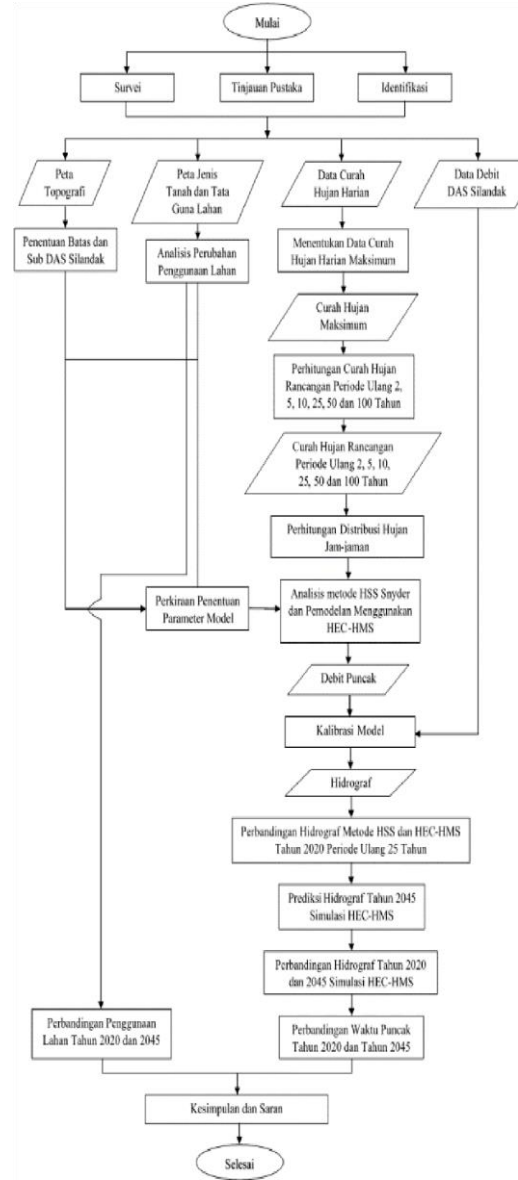 Mulai
Survei
Tinjauan Pustaka
Identifikasi
Peta
Topografi
Peta Jenis
Tanah dan Tata
Guna Lahan
Data Curah
Hujan Harian
Data Debit
DAS Silandak
Penentuan Batas dan
Sub DAS Silandak
Analisis Perubahan
Penggunaan Lahan
Menentukan Data Curah
Hujan Harian Maksimum
Curah Hujan
Maksimum
Perhitungan Curah Hujan
Rancangan Periode Ulang 2,
5, 10, 25, 50 dan 100 Tahun
Curah Hujan Rancangan
Periode Ulang 2, 5, 10,
25, 50 dan 100 Tahun
Perhitungan Distribusi Hujan
Jam-jaman
Perkiraan Penentuan
Parameter Model
Analisis metode HSS Snyder
dan Pemodelan Menggunakan
HEC-HMS
Debit Puncak
Kalibrasi Model
Hidrograf
Perbandingan Hidrograf Metode HSS dan HEC-HMS
Tahun 2020 Periode Ulang 25 Tahun
Prediksi Hidrograf Tahun 2045
Simulasi HEC-HMS
Perbandingan Hidrograf Tahun 2020
dan 2045 Simulasi HEC-HMS
Perbandingan Penggunaan
Lahan Tahun 2020 dan 2045
Perbandingan Waktu Puncak
Tahun 2020 dan Tahun 2045
Kesimpulan dan Saran
Selesai